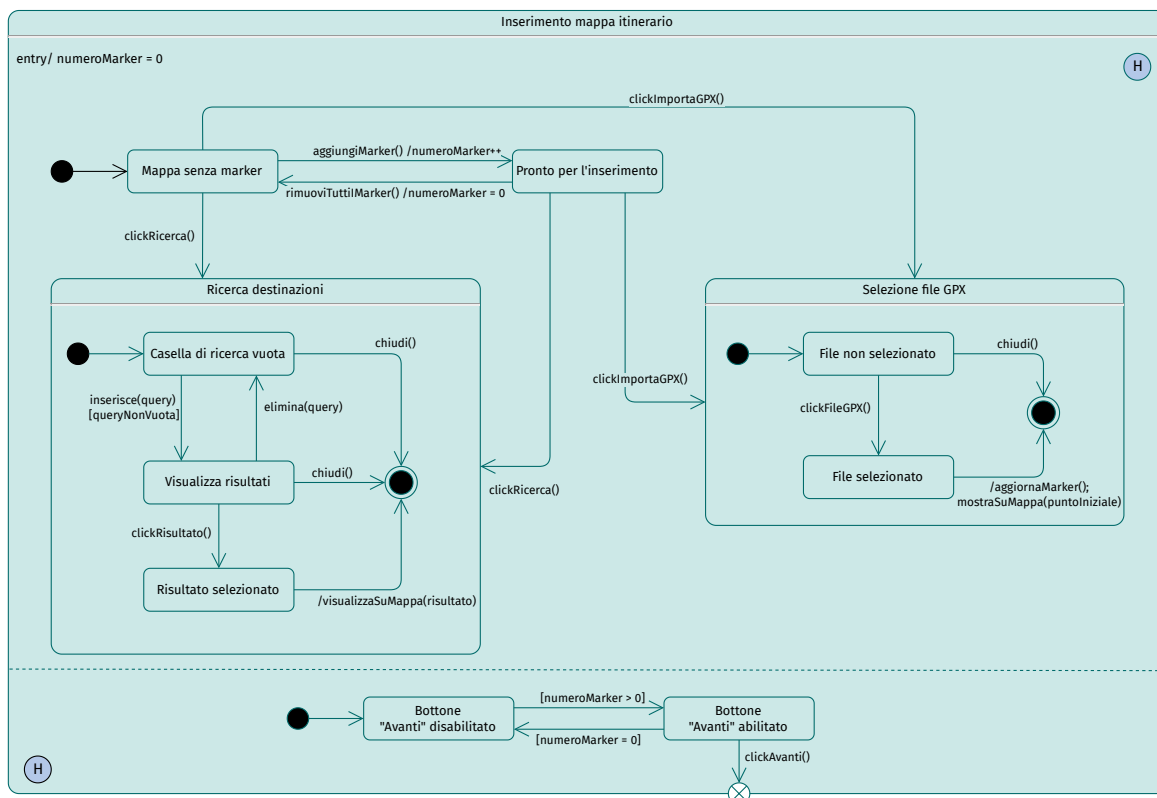 Inserimento mappa itinerario
entry/ numeroMarker = 0
H
clickImportaGPX()
aggiungiMarker() /numeroMarker++
Mappa senza marker
Pronto per l'inserimento
rimuoviTuttiIMarker() /numeroMarker = 0
clickRicerca()
Ricerca destinazioni
Selezione file GPX
Casella di ricerca vuota
chiudi()
File non selezionato
chiudi()
clickImportaGPX()
inserisce(query)
[queryNonVuota]
elimina(query)
clickFileGPX()
Visualizza risultati
chiudi()
File selezionato
clickRicerca()
/aggiornaMarker();
mostraSuMappa(puntoIniziale)
clickRisultato()
Risultato selezionato
/visualizzaSuMappa(risultato)
[numeroMarker > 0]
Bottone
"Avanti" disabilitato
Bottone
"Avanti" abilitato
[numeroMarker = 0]
clickAvanti()
H